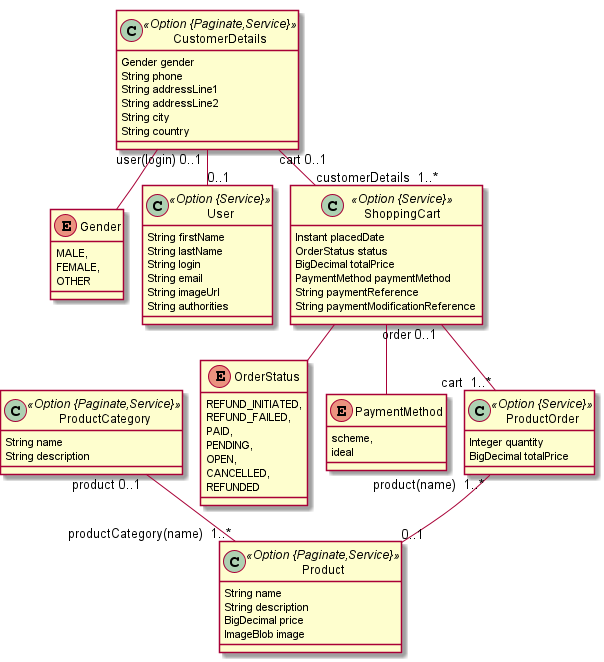 C «Option {Paginate,Service}»
CustomerDetails
Gender gender
String phone
String addressLine1
String addressLine2
String city
String country
user(login) 0..1
0..1
cart 0..1
customerDetails 1..*
E Gender
MALE,
FEMALE,
OTHER
C «Option {Service}»
User
String firstName
String lastName
String login
String email
String imageUrl
String authorities
C «Option {Service}»
ShoppingCart
Instant placedDate
OrderStatus status
BigDecimal totalPrice
PaymentMethod paymentMethod
String paymentReference
String paymentModificationReference
order 0..1
cart 1..*
C «Option {Paginate,Service}»
ProductCategory
String name
String description
E OrderStatus
REFUND_INITIATED,
REFUND_FAILED,
PAID,
PENDING,
OPEN,
CANCELLED,
REFUNDED
E PaymentMethod
scheme,
ideal
C «Option {Service}»
ProductOrder
Integer quantity
BigDecimal totalPrice
product 0..1
product(name) 1..*
productCategory(name) 1..*
0..1
C «Option {Paginate,Service}»
Product
String name
String description
BigDecimal price
ImageBlob image